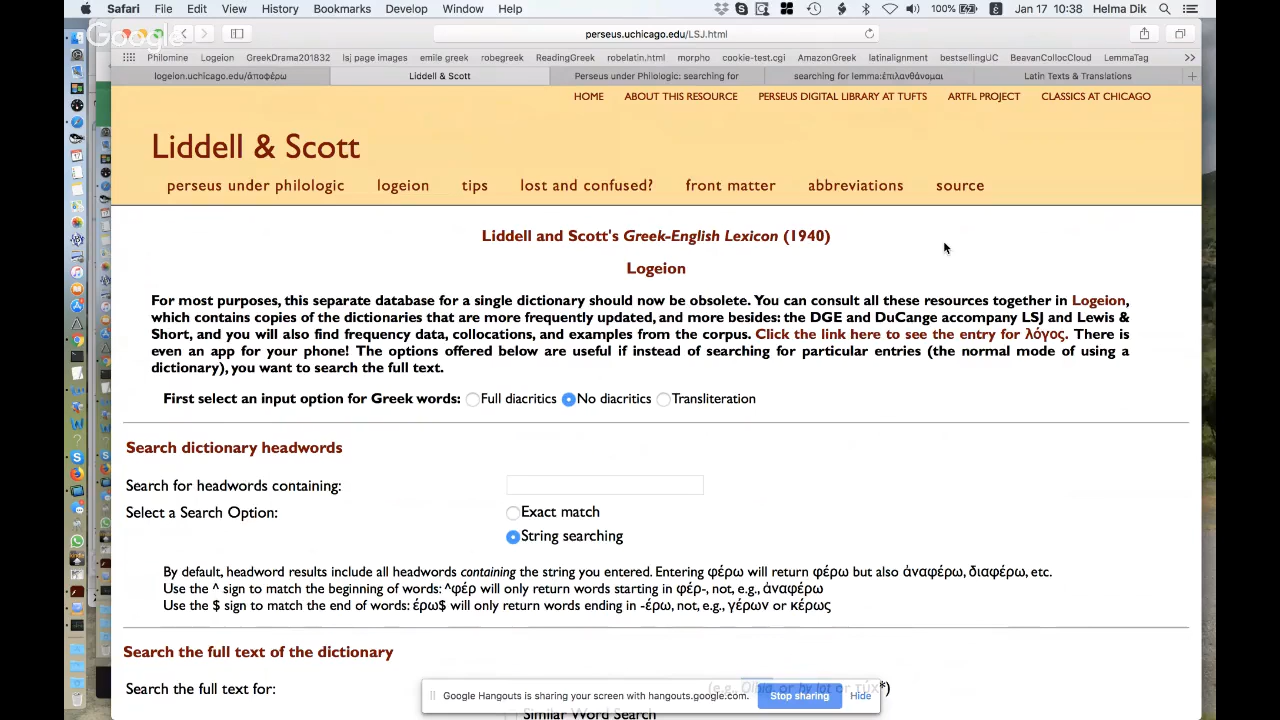 Safari File Edit View History Bookmarks Develop Window Help 100% Jan 17 10:38 Helma Dik
Google
perseus.uchicago.edu/LSJ.html
Philomine Logeion GreekDrama201832 lsj page images emile greek robegreek ReadingGreek robelatin.html morpho cookie-test.cgi AmazonGreek latinalignment bestsellingUC BeavanCollocCloud LemmaTag
logeion.uchicago.edu/ἀποφέρω Liddell & Scott Perseus under Philologic: searching for searching for lemma:ἐπιλανθάνομαι Latin Texts & Translations
HOME ABOUT THIS RESOURCE PERSEUS DIGITAL LIBRARY AT TUFTS ARTFL PROJECT CLASSICS AT CHICAGO
Liddell & Scott
perseus under philologic logeion tips lost and confused? front matter abbreviations source
Liddell and Scott's Greek-English Lexicon (1940)
Logeion
For most purposes, this separate database for a single dictionary should now be obsolete. You can consult all these resources together in Logeion,
which contains copies of the dictionaries that are more frequently updated, and more besides: the DGE and DuCange accompany LSJ and Lewis &
Short, and you will also find frequency data, collocations, and examples from the corpus. Click the link here to see the entry for λόγος. There is
even an app for your phone! The options offered below are useful if instead of searching for particular entries (the normal mode of using a
dictionary), you want to search the full text.
First select an input option for Greek words: Full diacritics No diacritics Transliteration
Search dictionary headwords
Search for headwords containing:
Select a Search Option: Exact match
String searching
By default, headword results include all headwords containing the string you entered. Entering φέρω will return φέρω but also ἀναφέρω, διαφέρω, etc.
Use the ^ sign to match the beginning of words: ^φέρ will only return words starting in φέρ-, not, e.g., ἀναφέρω
Use the $ sign to match the end of words: έρω$ will only return words ending in -έρω, not, e.g., γέρων or κέρως
Search the full text of the dictionary
Search the full text for: (e.g., Olpia or by lot or τύχ*)
Google Hangouts is sharing your screen with hangouts.google.com. Stop sharing Hide
Similar Word Search